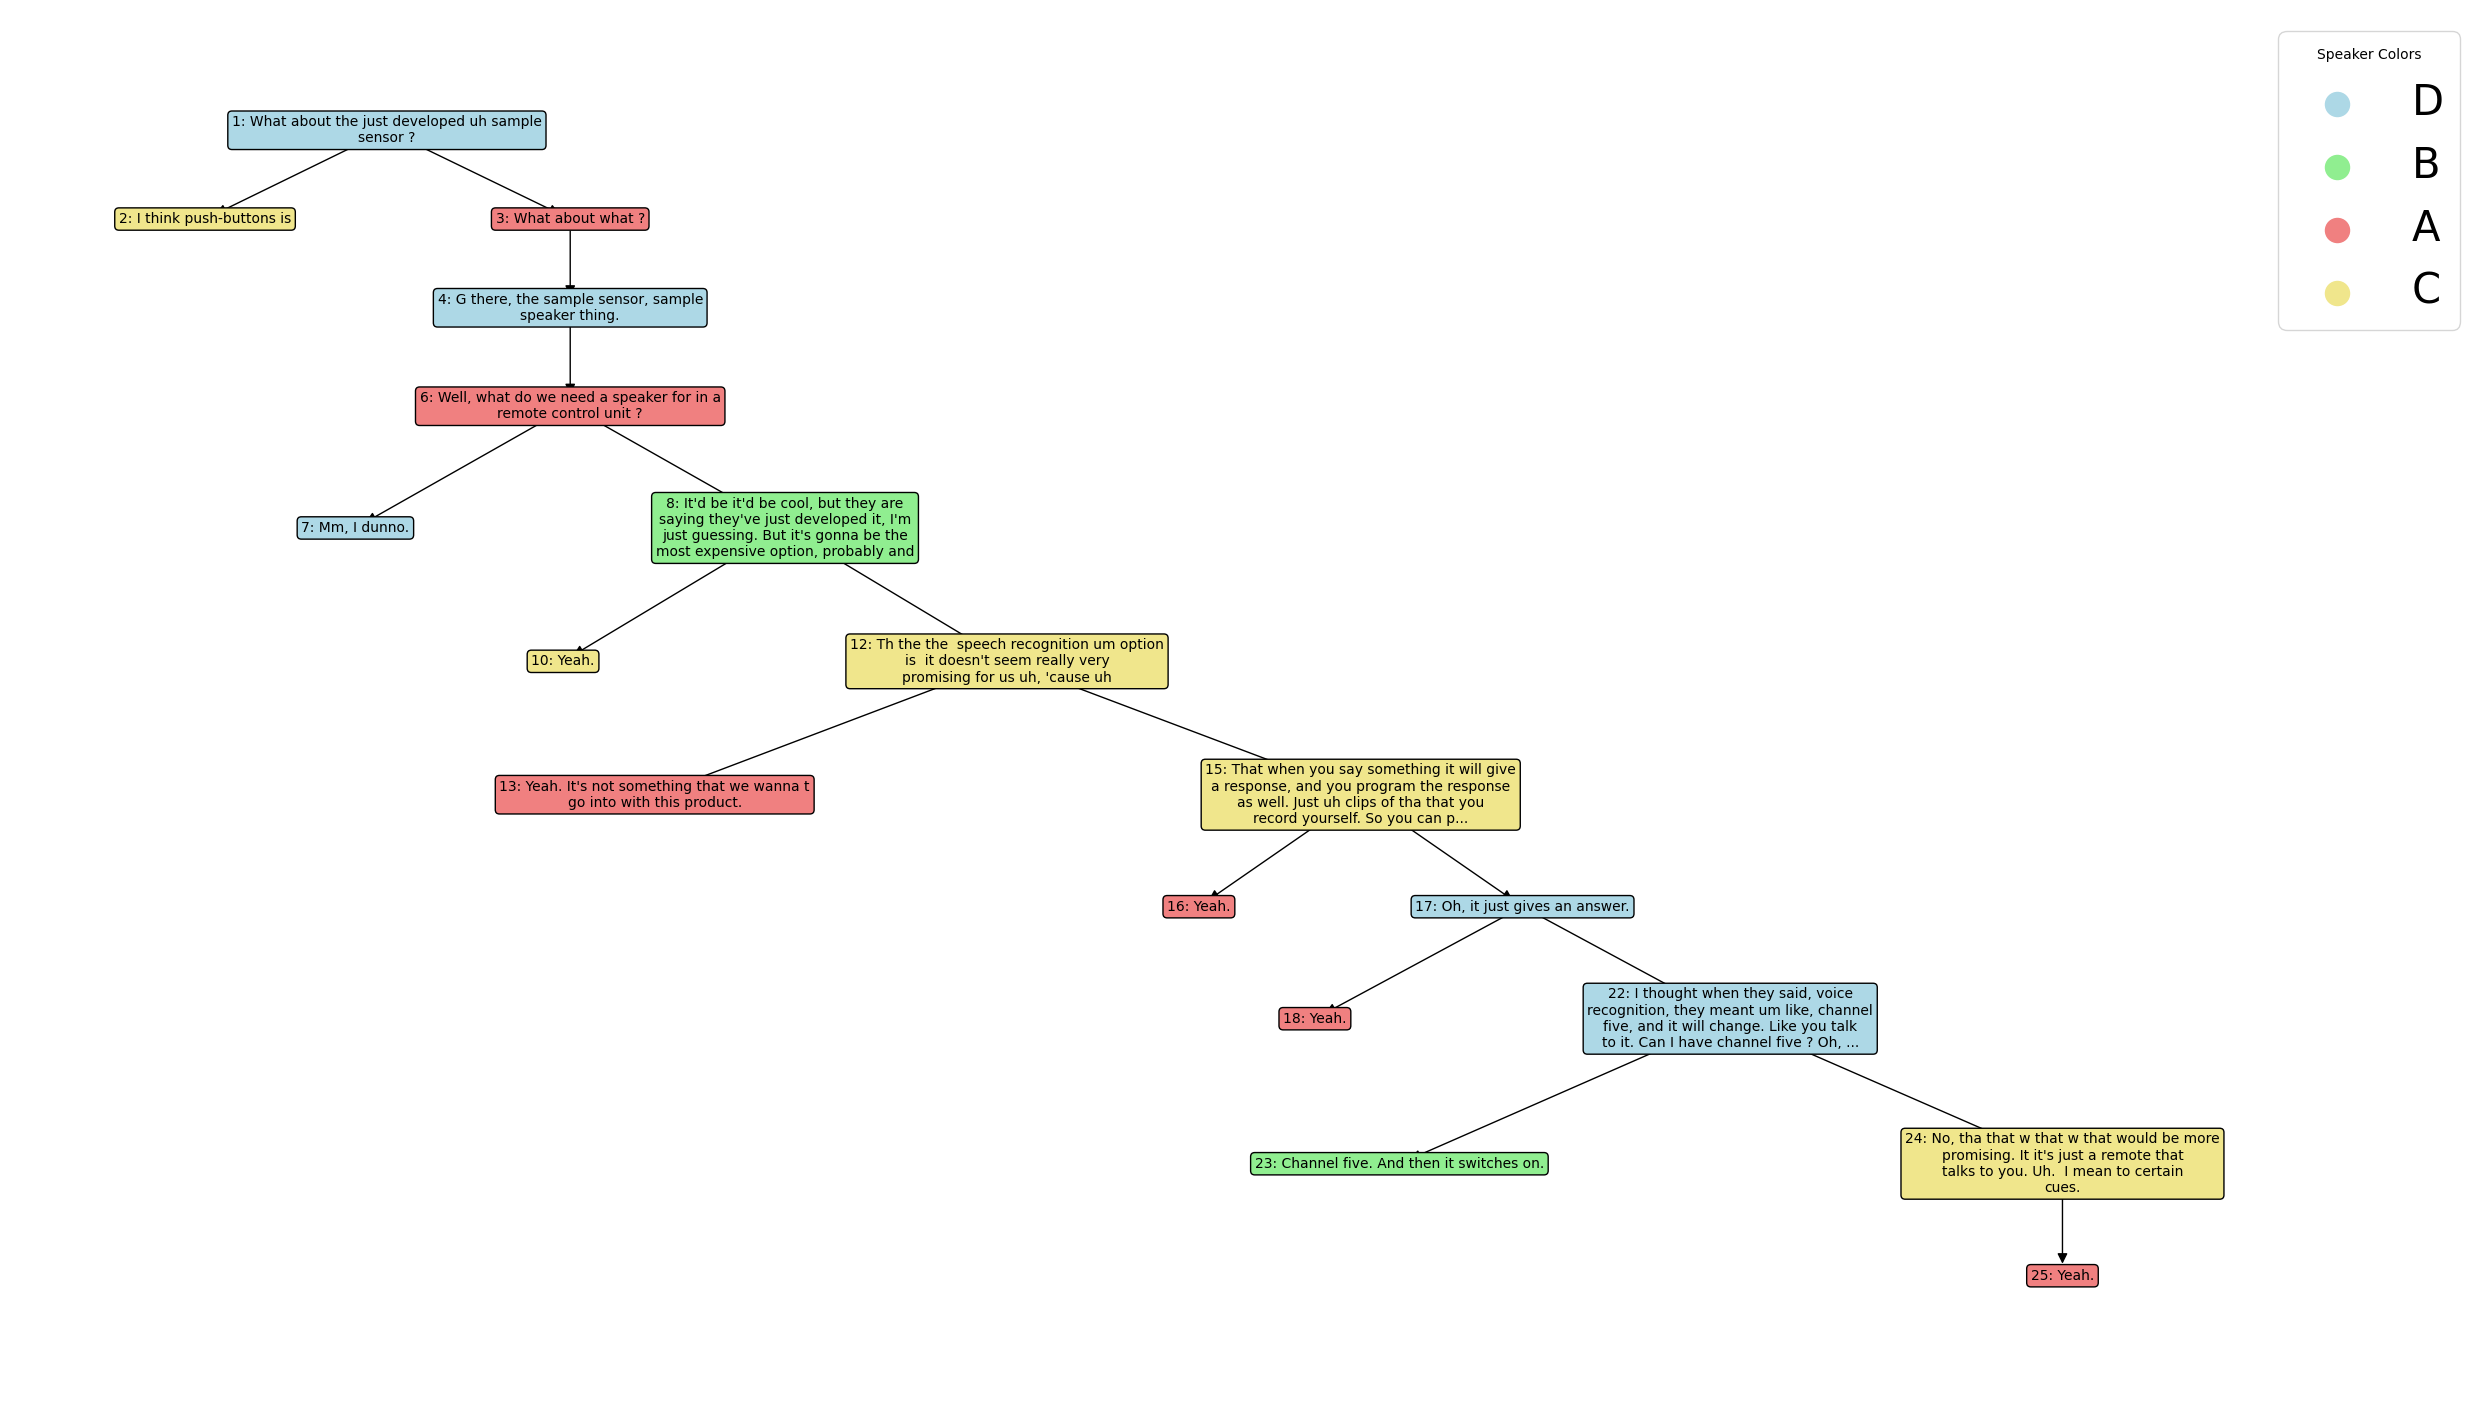 Speaker Colors
D
B
A
C
1: What about the just developed uh sample
sensor ?
2: I think push-buttons is
3: What about what ?
4: G there, the sample sensor, sample
speaker thing.
6: Well, what do we need a speaker for in a
remote control unit ?
7: Mm, I dunno.
8: It'd be it'd be cool, but they are
saying they've just developed it, I'm
just guessing. But it's gonna be the
most expensive option, probably and
10: Yeah.
12: Th the the  speech recognition um option
is  it doesn't seem really very
promising for us uh, 'cause uh
13: Yeah. It's not something that we wanna t
go into with this product.
15: That when you say something it will give
a response, and you program the response
as well. Just uh clips of tha that you
record yourself. So you can p...
16: Yeah.
17: Oh, it just gives an answer.
18: Yeah.
22: I thought when they said, voice
recognition, they meant um like, channel
five, and it will change. Like you talk
to it. Can I have channel five ? Oh, ...
23: Channel five. And then it switches on.
24: No, tha that w that w that would be more
promising. It it's just a remote that
talks to you. Uh.  I mean to certain
cues.
25: Yeah.